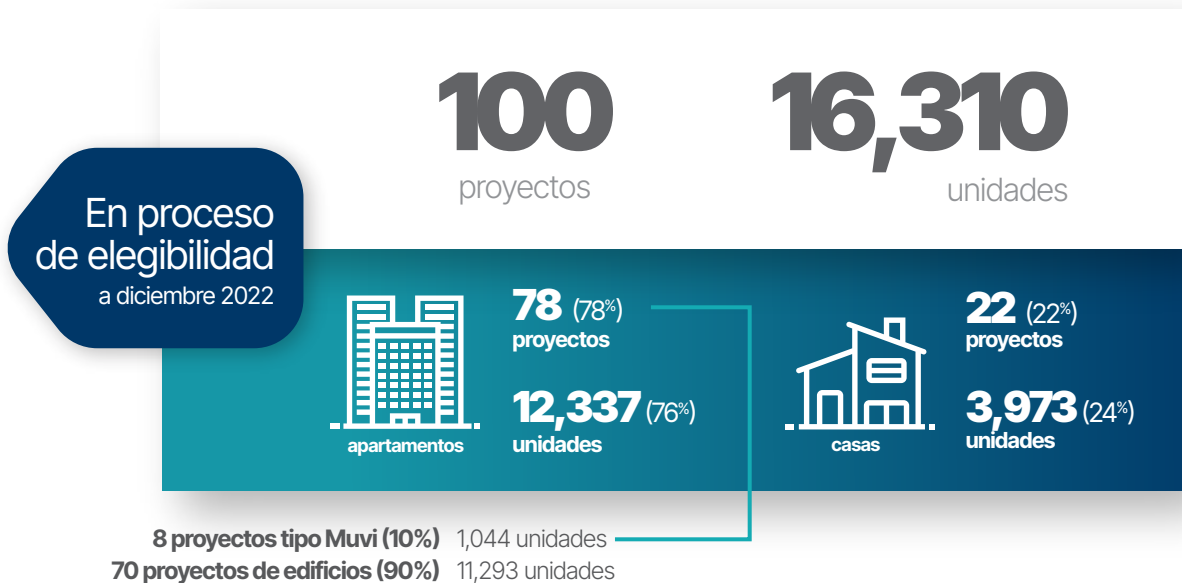 100
proyectos
16,310
unidades
En proceso
de elegibilidad
a diciembre 2022
78 (78%)
proyectos
12,337 (76%)
unidades
apartamentos
22 (22%)
proyectos
3,973 (24%)
unidades
casas
8 proyectos tipo Muvi (10%) 1,044 unidades
70 proyectos de edificios (90%) 11,293 unidades